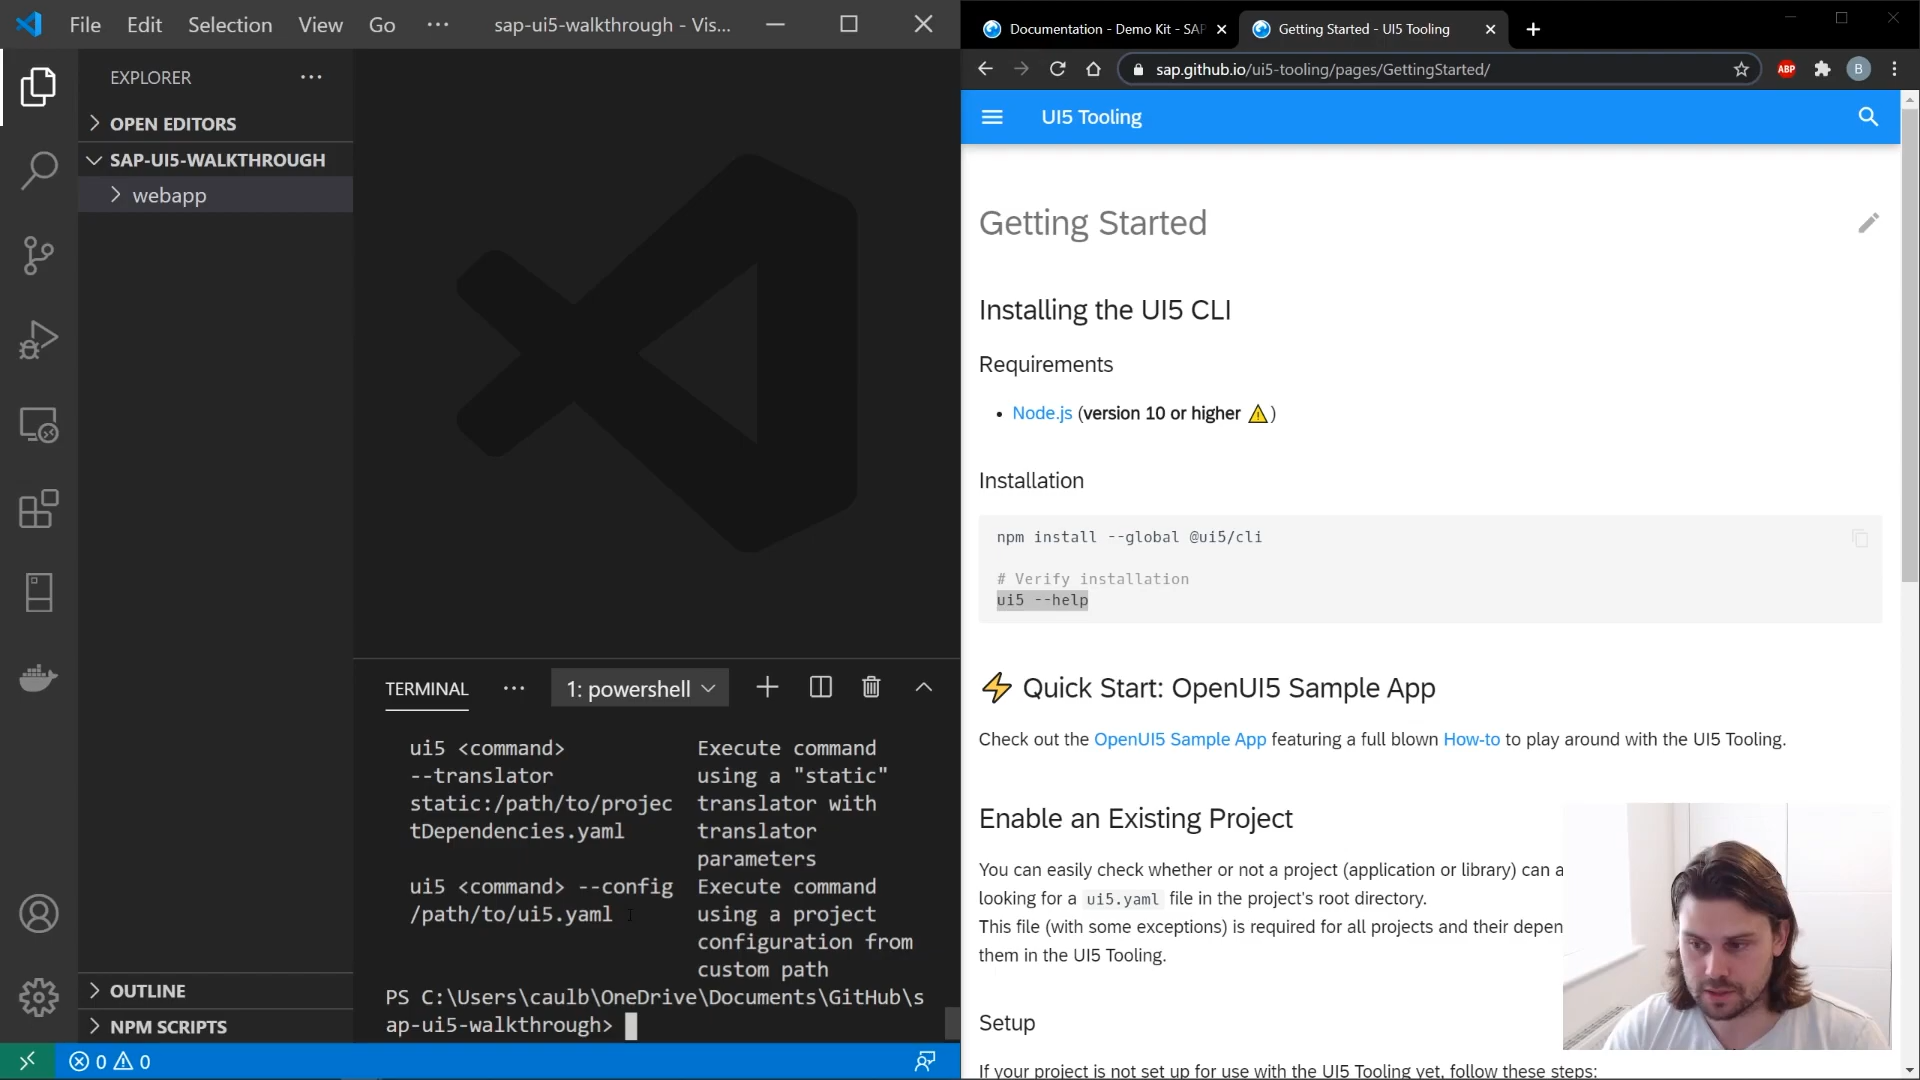 File Edit Selection View Go ··· sap-ui5-walkthrough - Vis...
EXPLORER ···
OPEN EDITORS
SAP-UI5-WALKTHROUGH
webapp
OUTLINE
NPM SCRIPTS
TERMINAL ··· 1: powershell
ui5 <command> Execute command
--translator using a "static"
static:/path/to/projec translator with
tDependencies.yaml translator
parameters
ui5 <command> --config Execute command
/path/to/ui5.yaml using a project
configuration from
custom path
PS C:\Users\caulb\OneDrive\Documents\GitHub\s
ap-ui5-walkthrough>
0 0
Documentation - Demo Kit - SAP
Getting Started - UI5 Tooling
sap.github.io/ui5-tooling/pages/GettingStarted/
ABP
B
UI5 Tooling
Getting Started
Installing the UI5 CLI
Requirements
• Node.js (version 10 or higher ⚠)
Installation
npm install --global @ui5/cli
# Verify installation
ui5 --help
⚡ Quick Start: OpenUI5 Sample App
Check out the OpenUI5 Sample App featuring a full blown How-to to play around with the UI5 Tooling.
Enable an Existing Project
You can easily check whether or not a project (application or library) can a
looking for a ui5.yaml file in the project's root directory.
This file (with some exceptions) is required for all projects and their depen
them in the UI5 Tooling.
Setup
If your project is not set up for use with the UI5 Tooling yet, follow these steps: